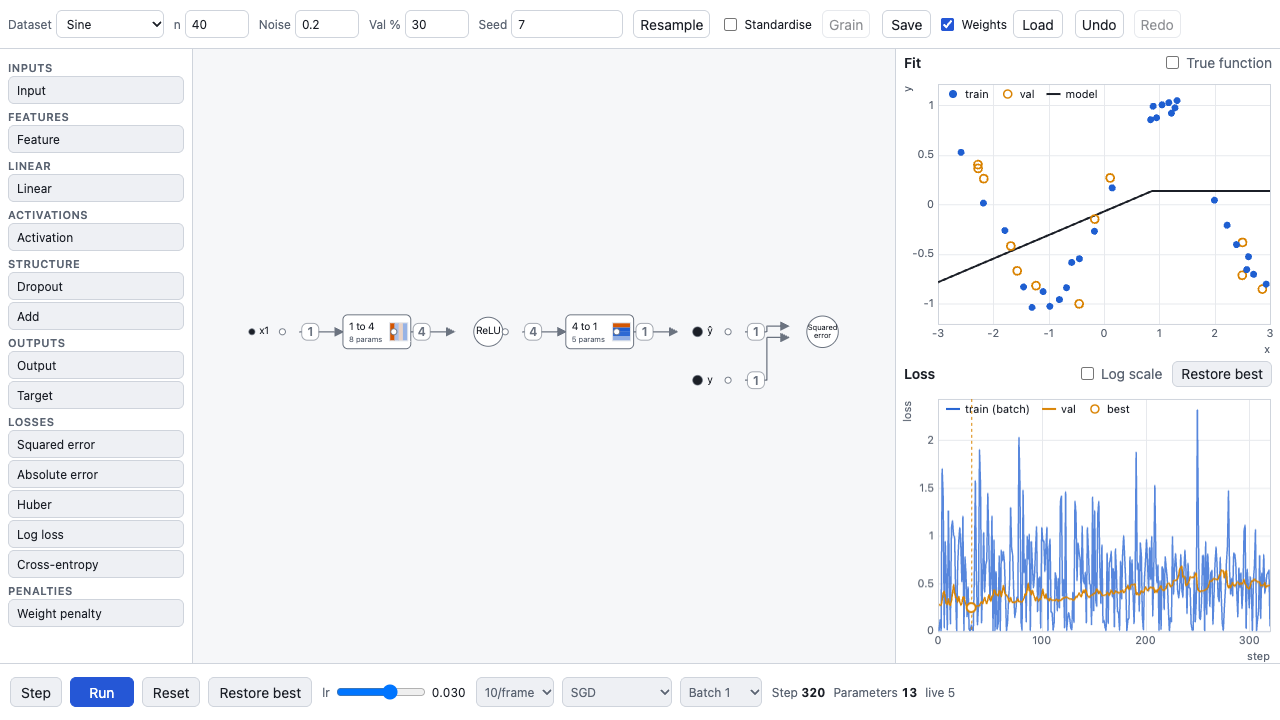 Dataset Sine n 40 Noise 0.2 Val % 30 Seed 7 Resample Standardise Grain Save Weights Load Undo Redo
INPUTS
Input
FEATURES
Feature
LINEAR
Linear
ACTIVATIONS
Activation
STRUCTURE
Dropout
Add
OUTPUTS
Output
Target
LOSSES
Squared error
Absolute error
Huber
Log loss
Cross-entropy
PENALTIES
Weight penalty
x1 1 1 to 4 4 ReLU 4 4 to 1 1 ŷ 1 Squared
8 params 5 params error
y 1
Fit True function
y
train val model
1
0.5
0
-0.5
-1
-3 -2 -1 0 1 2 3
x
Loss Log scale Restore best
loss
train (batch) val best
2
1.5
1
0.5
0
0 100 200 300
step
Step Run Reset Restore best lr 0.030 10/frame SGD Batch 1 Step 320 Parameters 13 live 5